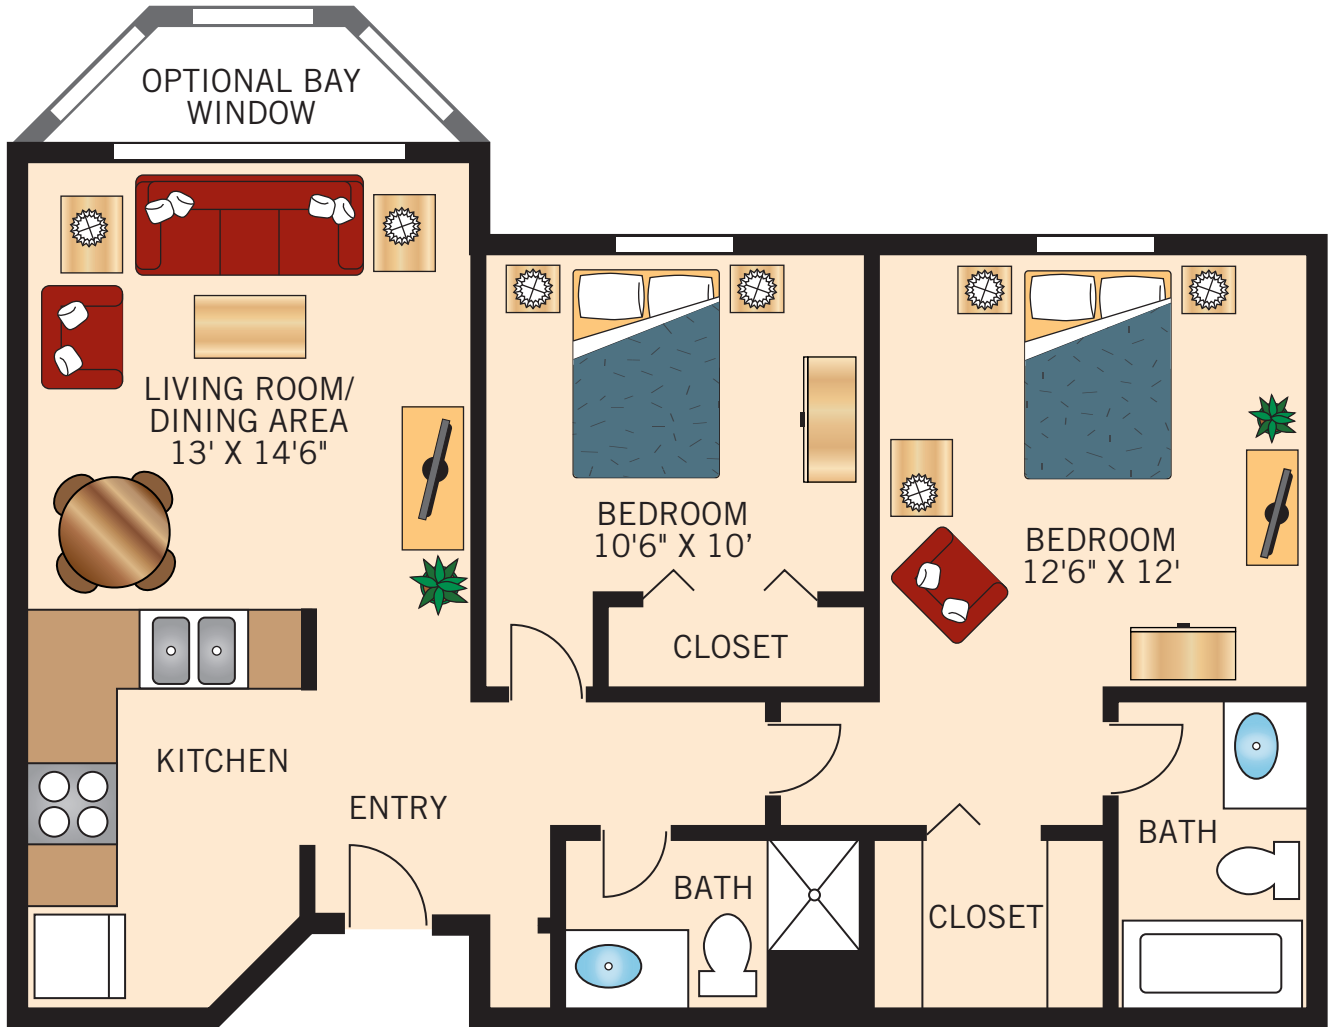 OPTIONAL BAY
WINDOW
LIVING ROOM/
DINING AREA
13' X 14'6"
BEDROOM
10'6" X 10’
BEDROOM
12'6" X 12'
CLOSET
KITCHEN
ENTRY
BATH
BATH
CLOSET